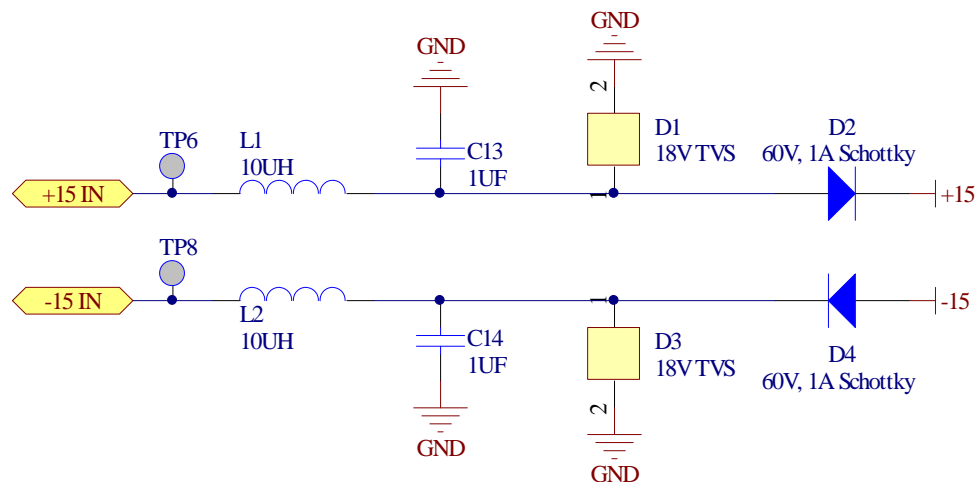 GND
GND
2
TP6
L1
10UH
C13
1UF
D1
18V TVS
D2
60V, 1A Schottky
+15 IN
1
+15
TP8
-15 IN
L2
10UH
1
C14
1UF
D3
18V TVS
-15
D4
60V, 1A Schottky
2
GND
GND